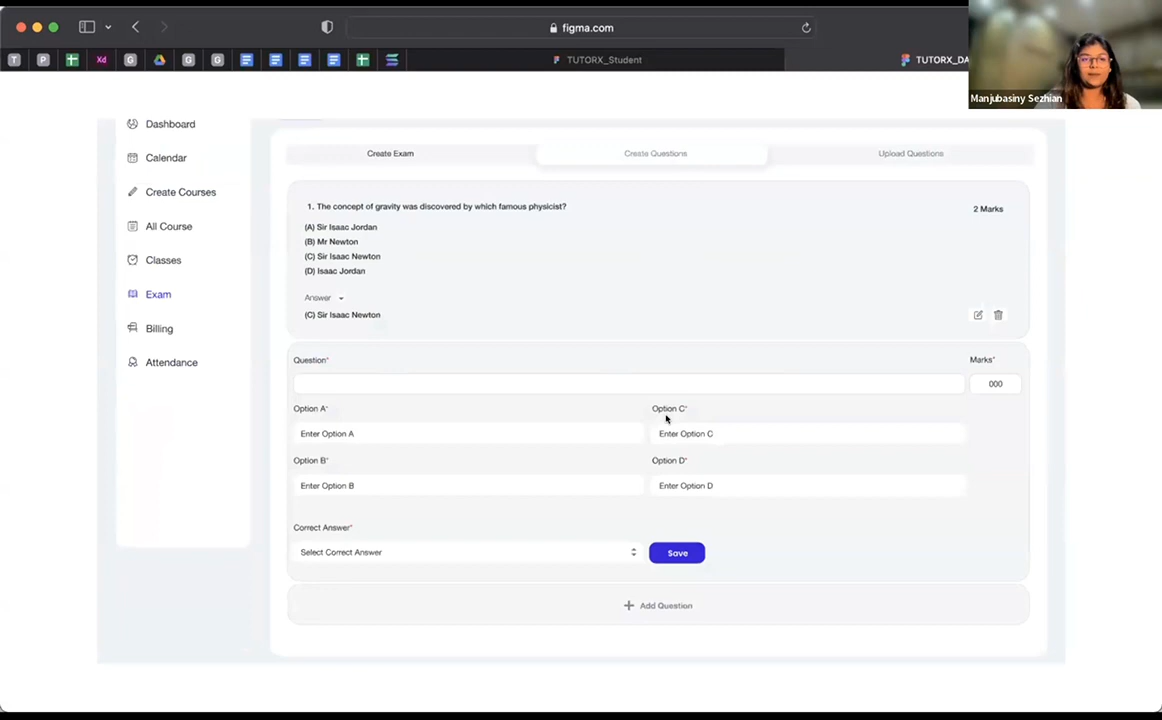 figma.com
T P Xd G G G
TUTORX_Student
TUTORX_DA
Manjubasiny Sezhian
Dashboard
Calendar
Create Courses
All Course
Classes
Exam
Billing
Attendance
Create Exam
Create Questions
Upload Questions
1. The concept of gravity was discovered by which famous physicist?
2 Marks
(A) Sir Isaac Jordan
(B) Mr Newton
(C) Sir Isaac Newton
(D) Isaac Jordan
Answer
(C) Sir Isaac Newton
Question*
Marks*
000
Option A*
Option C*
Enter Option A
Enter Option C
Option B*
Option D*
Enter Option B
Enter Option D
Correct Answer*
Select Correct Answer
Save
+ Add Question